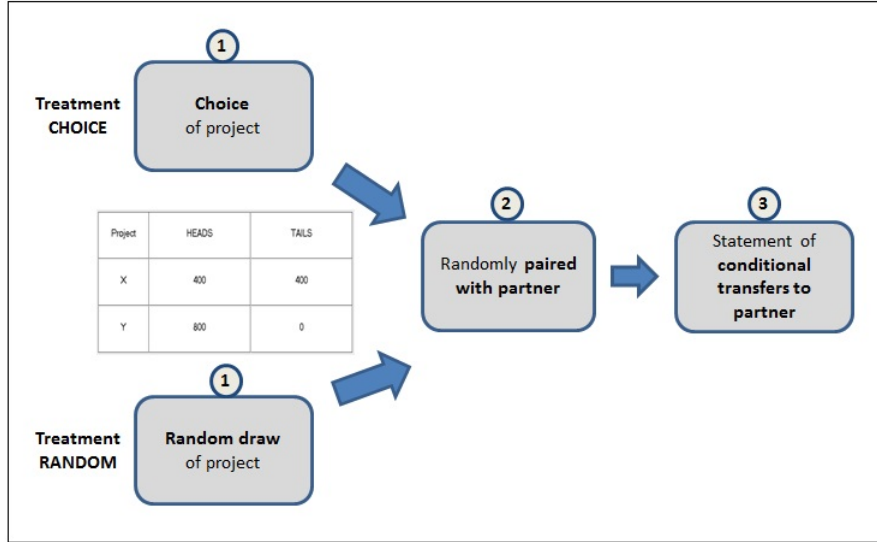 1
Treatment
CHOICE
Choice
of project
Project HEADS TAILS
X 400 400
Y 800 0
1
Treatment
RANDOM
Random draw
of project
2
Randomly paired
with partner
3
Statement of
conditional
transfers to
partner